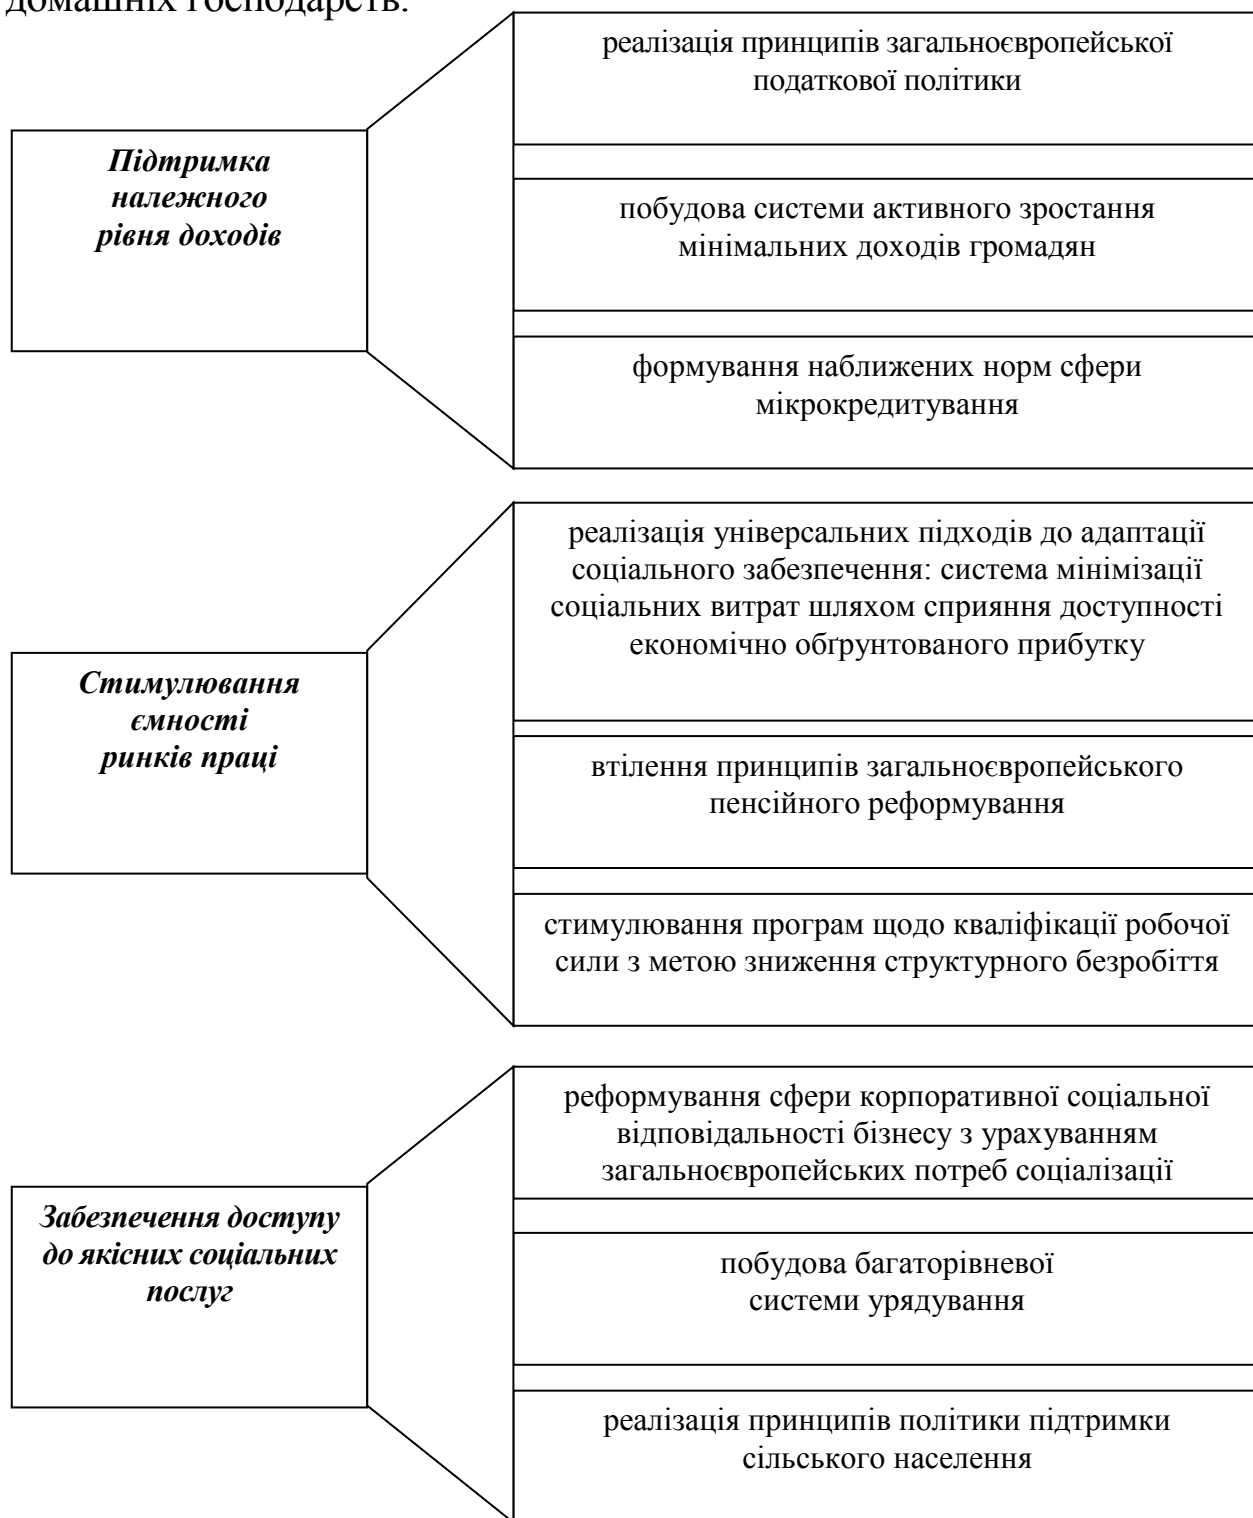 домашніх господарств.
реалізація принципів загальноєвропейської
податкової політики
Підтримка
належного
рівня доходів
побудова системи активного зростання
мінімальних доходів громадян
формування наближених норм сфери
мікрокредитування
реалізація універсальних підходів до адаптації
соціального забезпечення: система мінімізації
соціальних витрат шляхом сприяння доступності
економічно обґрунтованого прибутку
Стимулювання
ємності
ринків праці
втілення принципів загальноєвропейського
пенсійного реформування
стимулювання програм щодо кваліфікації робочої
сили з метою зниження структурного безробіття
реформування сфери корпоративної соціальної
відповідальності бізнесу з урахуванням
загальноєвропейських потреб соціалізації
Забезпечення доступу
до якісних соціальних
послуг
побудова багаторівневої
системи урядування
реалізація принципів політики підтримки
сільського населення